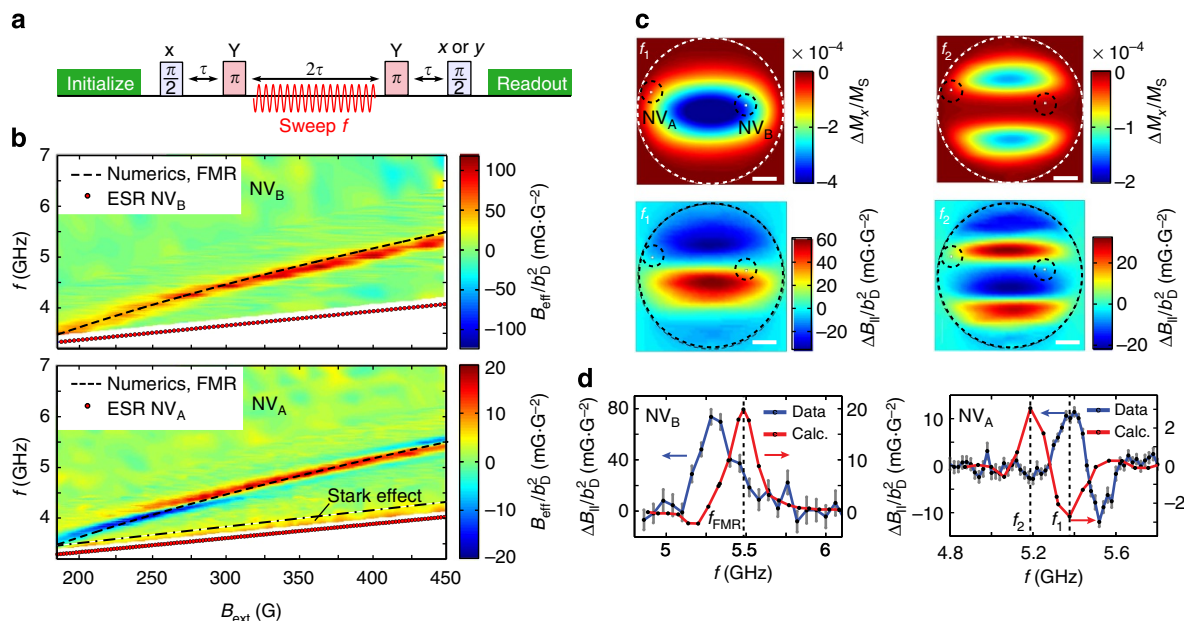 a
x Y Y x or y
Initialize π/2 τ π 2τ π τ π/2 Readout
Sweep f
b
7
6
5
4
f (GHz)
Numerics, FMR
ESR NV_B
NV_B
100
50
0
−50
−100
B_eff/b_D^2 (mG·G^−2)
7
6
5
4
f (GHz)
Numerics, FMR
ESR NV_A
NV_A
Stark effect
20
10
0
−10
−20
B_eff/b_D^2 (mG·G^−2)
200 250 300 350 400 450
B_ext (G)
c
f_1
NV_A
NV_B
× 10^−4
0
−2
−4
ΔM_x/M_S
f_2
× 10^−4
0
−1
−2
ΔM_x/M_S
f_1
60
40
20
0
−20
ΔB_||/b_D^2 (mG·G^−2)
f_2
20
0
−20
ΔB_||/b_D^2 (mG·G^−2)
d
NV_B
Data
Calc.
80
60
40
20
0
20
10
0
ΔB_||/b_D^2 (mG·G^−2)
f_FMR
5 5.5 6
f (GHz)
NV_A
Data
Calc.
10
0
−10
2
0
−2
ΔB_||/b_D^2 (mG·G^−2)
f_2 f_1
4.8 5.2 5.6
f (GHz)